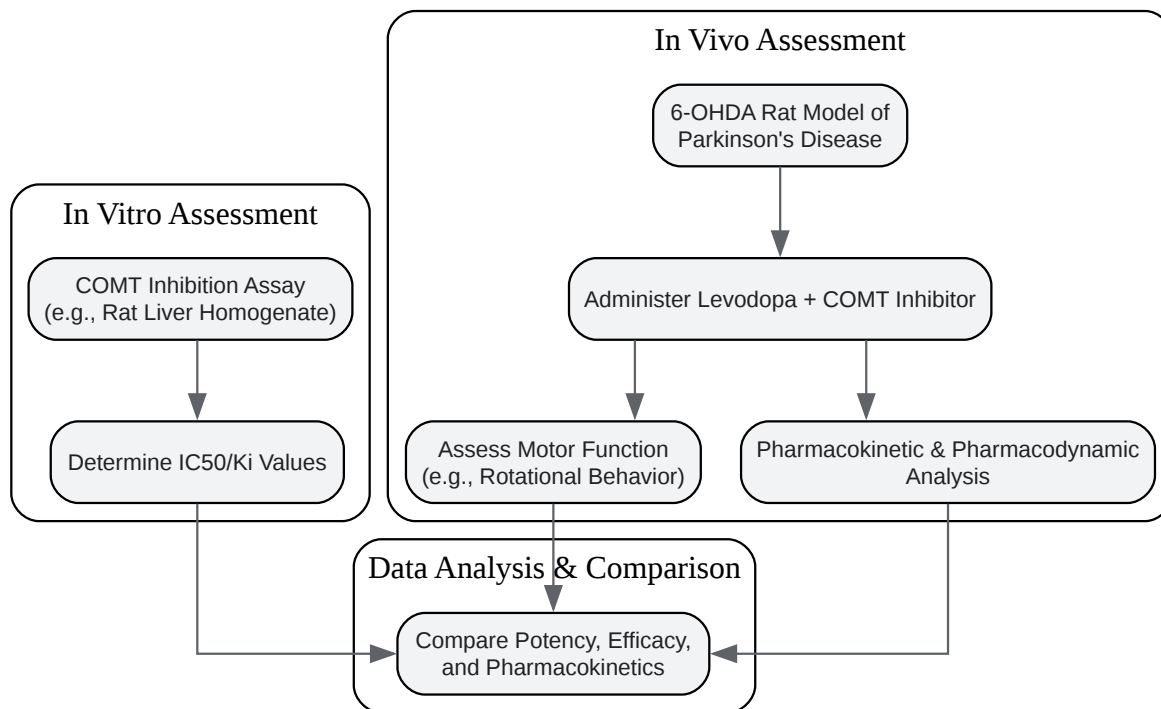 In Vivo Assessment
6-OHDA Rat Model of
Parkinson's Disease
In Vitro Assessment
COMT Inhibition Assay
(e.g., Rat Liver Homogenate)
Administer Levodopa + COMT Inhibitor
Determine IC50/Ki Values
Assess Motor Function
(e.g., Rotational Behavior)
Pharmacokinetic & Pharmacodynamic
Analysis
Data Analysis & Comparison
Compare Potency, Efficacy,
and Pharmacokinetics